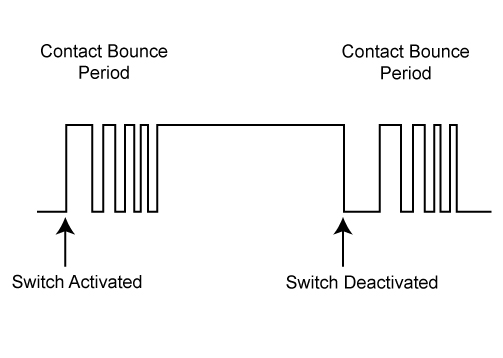 Contact Bounce
Period
Contact Bounce
Period
Switch Activated
Switch Deactivated